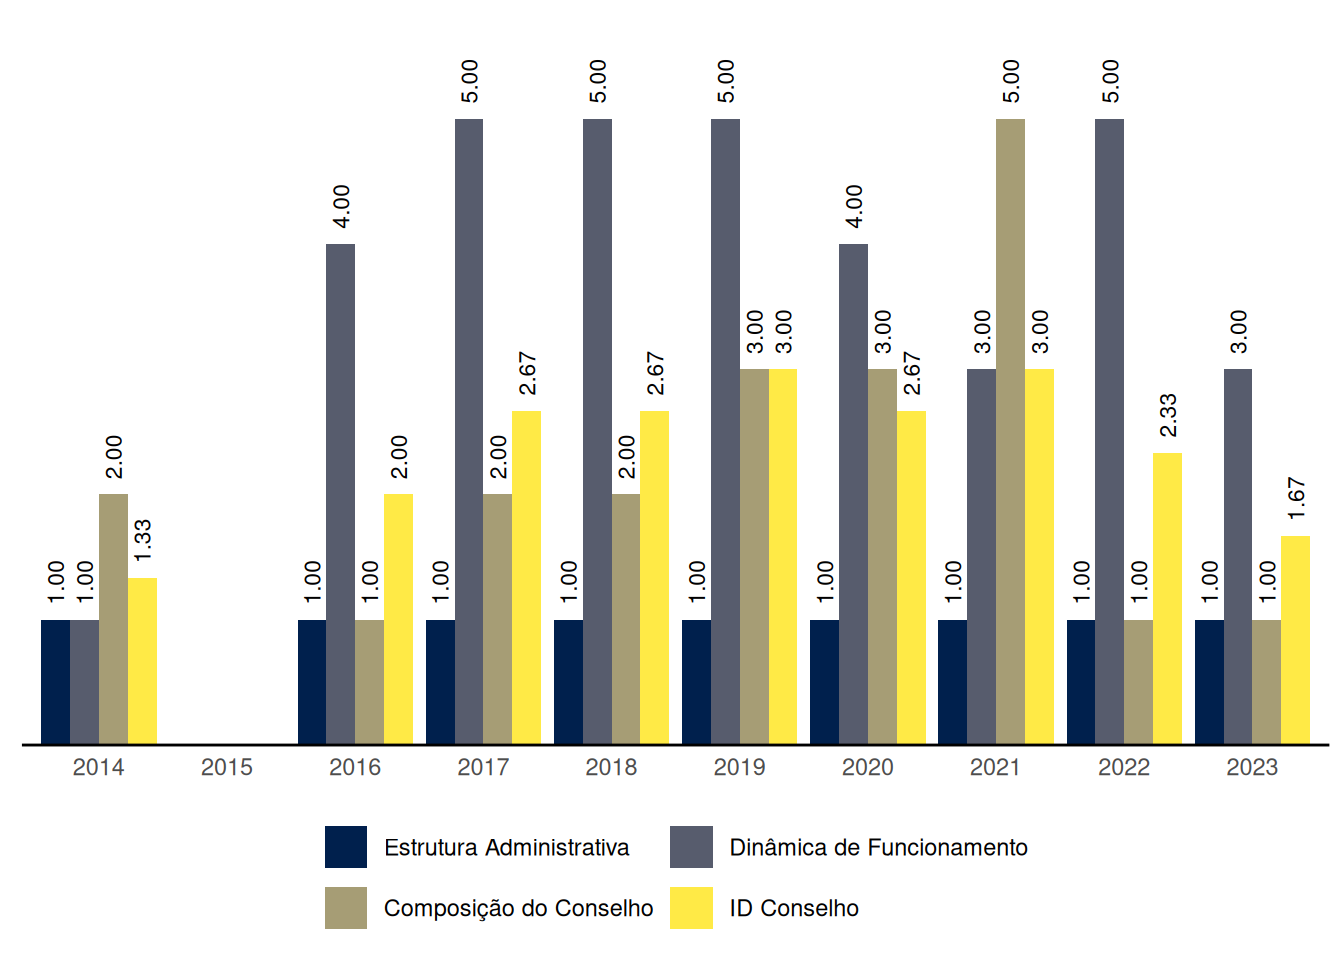 5.00 5.00 5.00 5.00 5.00
4.00 4.00
3.00 3.00 3.00 3.00 3.00 3.00
2.67 2.67 2.67
2.33
2.00 2.00 2.00 2.00
1.67
1.33
1.00 1.00 1.00 1.00 1.00 1.00 1.00 1.00 1.00 1.00 1.00 1.00 1.00
2014 2015 2016 2017 2018 2019 2020 2021 2022 2023
Estrutura Administrativa Dinâmica de Funcionamento
Composição do Conselho ID Conselho